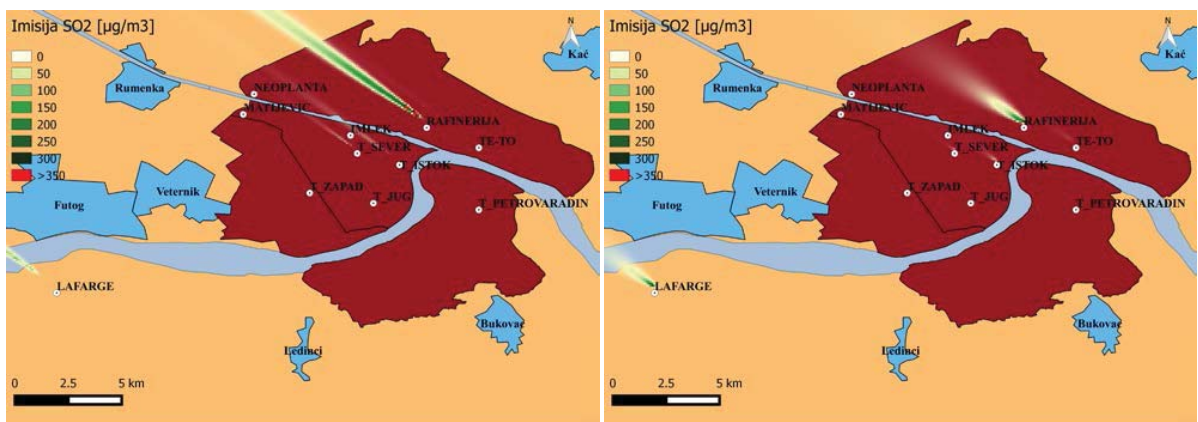 Imisija SO2 [µg/m3]
0
50
100
150
200
250
300
>350
N
Kać
Rumenka
NEOPLANTA
MATIJEVIC
IMLEK
RAFINERIJA
T_SEVER
TE-TO
T_ISTOK
Veternik
T_ZAPAD
Futog
T_JUG
T_PETROVARADIN
LAFARGE
Bukovac
Ledinci
0 2.5 5 km
Imisija SO2 [µg/m3]
0
50
100
150
200
250
300
>350
N
Kać
Rumenka
NEOPLANTA
MATIJEVIC
IMLEK
RAFINERIJA
T_SEVER
TE-TO
T_ISTOK
Veternik
T_ZAPAD
Futog
T_JUG
T_PETROVARADIN
LAFARGE
Bukovac
Ledinci
0 2.5 5 km